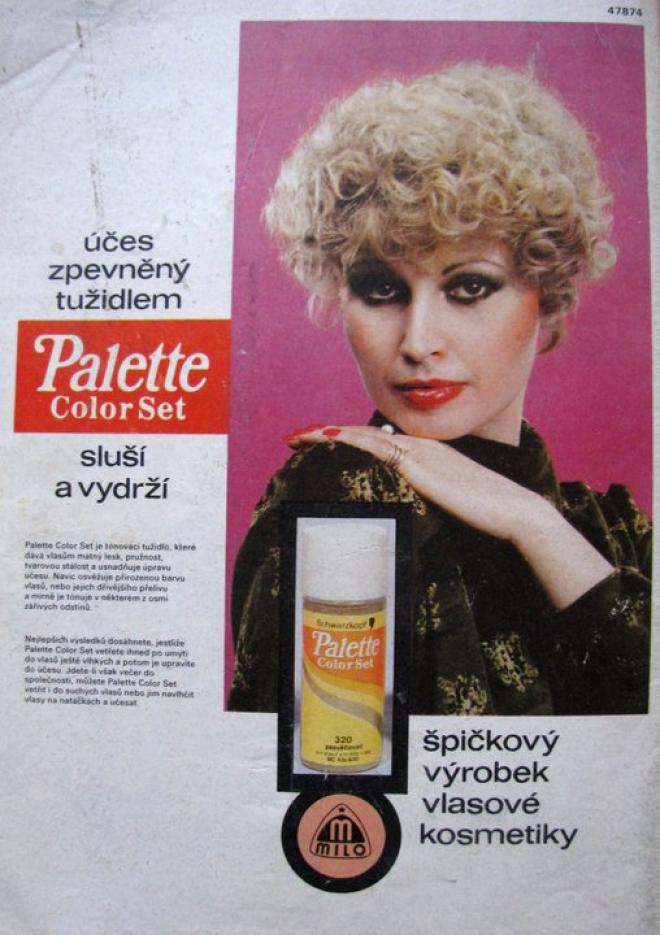 47874
účes
zpevněný
tužidlem
Palette
Color Set
sluší
a vydrží
Palette Color Set je tónovací tužidlo, které
dává vlasům matný lesk, pružnost,
tvarovou stálost a usnadňuje úpravu
účesu. Navíc osvěžuje přirozenou barvu
vlasů, nebo jejich dřívějšího přelivu
a mírně je tónuje v některém z osmi
zářivých odstínů.
Nejlepších výsledků dosáhnete, jestliže
Palette Color Set vetřete ihned po umytí
do vlasů ještě vlhkých a potom je upravíte
do účesu. Jdete-li však večer do
společnosti, můžete Palette Color Set
vetřít i do suchých vlasů nebo jim navlhčit
vlasy na natáčkách a učesat.
Schwarzkopf
Palette
Color Set
320
zesvětlovač
špičkový
výrobek
vlasové
kosmetiky
M
MILO